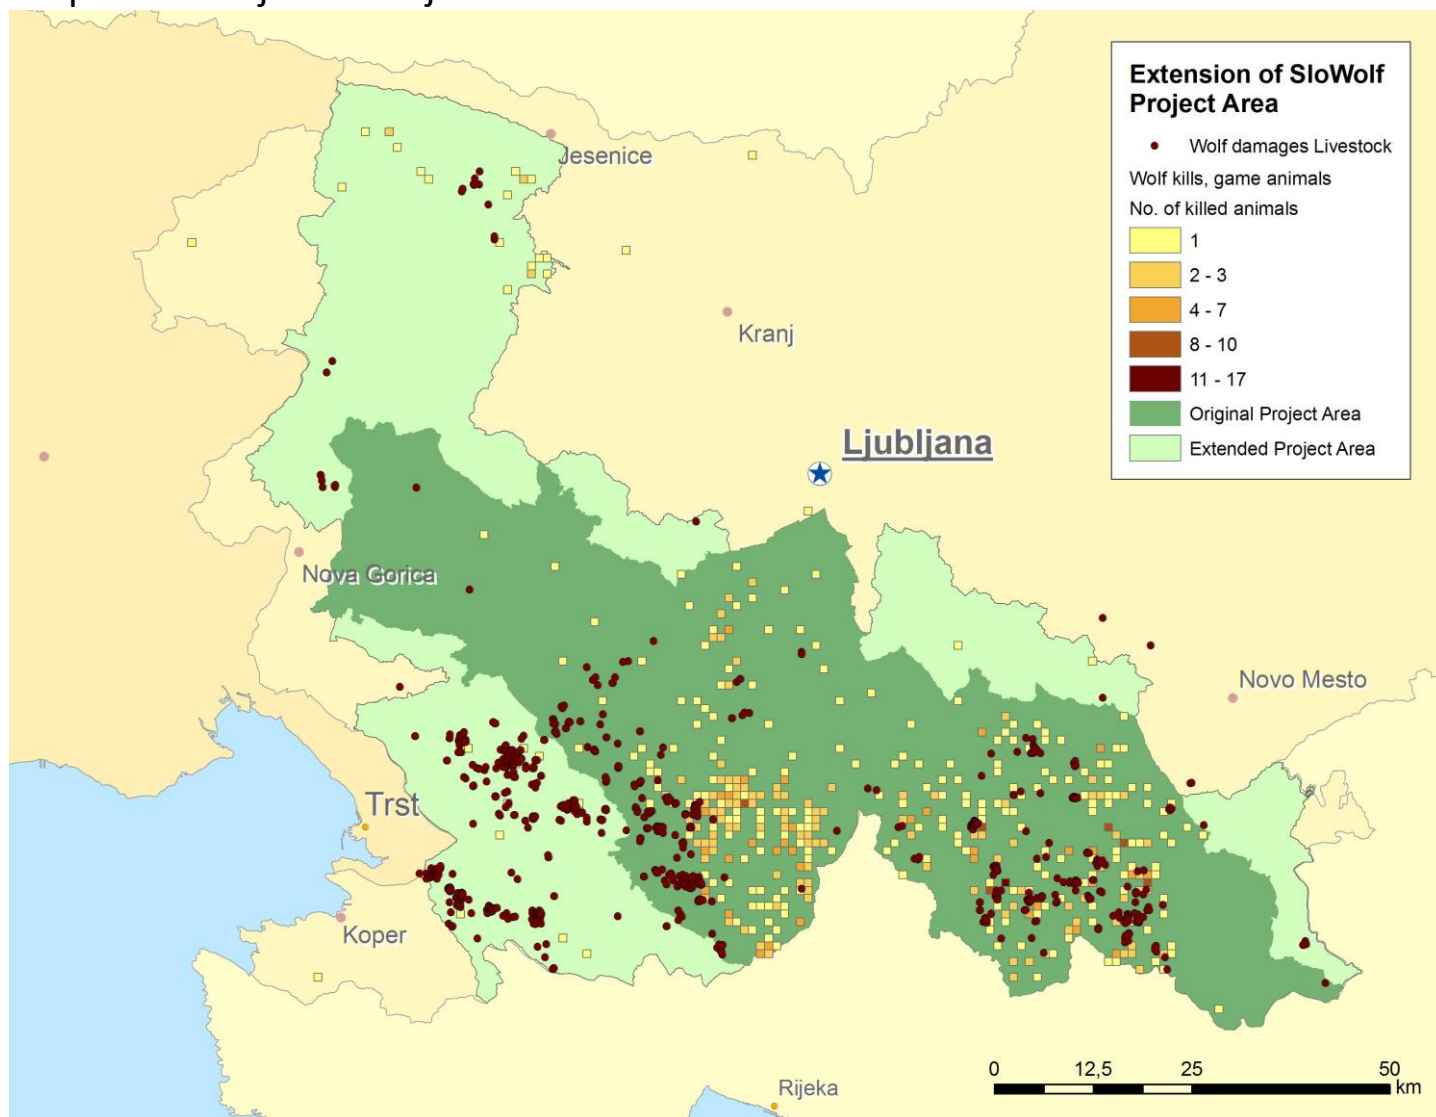 Extension of SloWolf
Project Area
Wolf damages Livestock
Wolf kills, game animals
No. of killed animals
1
2 - 3
4 - 7
8 - 10
11 - 17
Original Project Area
Extended Project Area
Jesenice
Kranj
Ljubljana
Nova Gorica
Novo Mesto
Trst
Koper
Rijeka
0 12,5 25 50
km